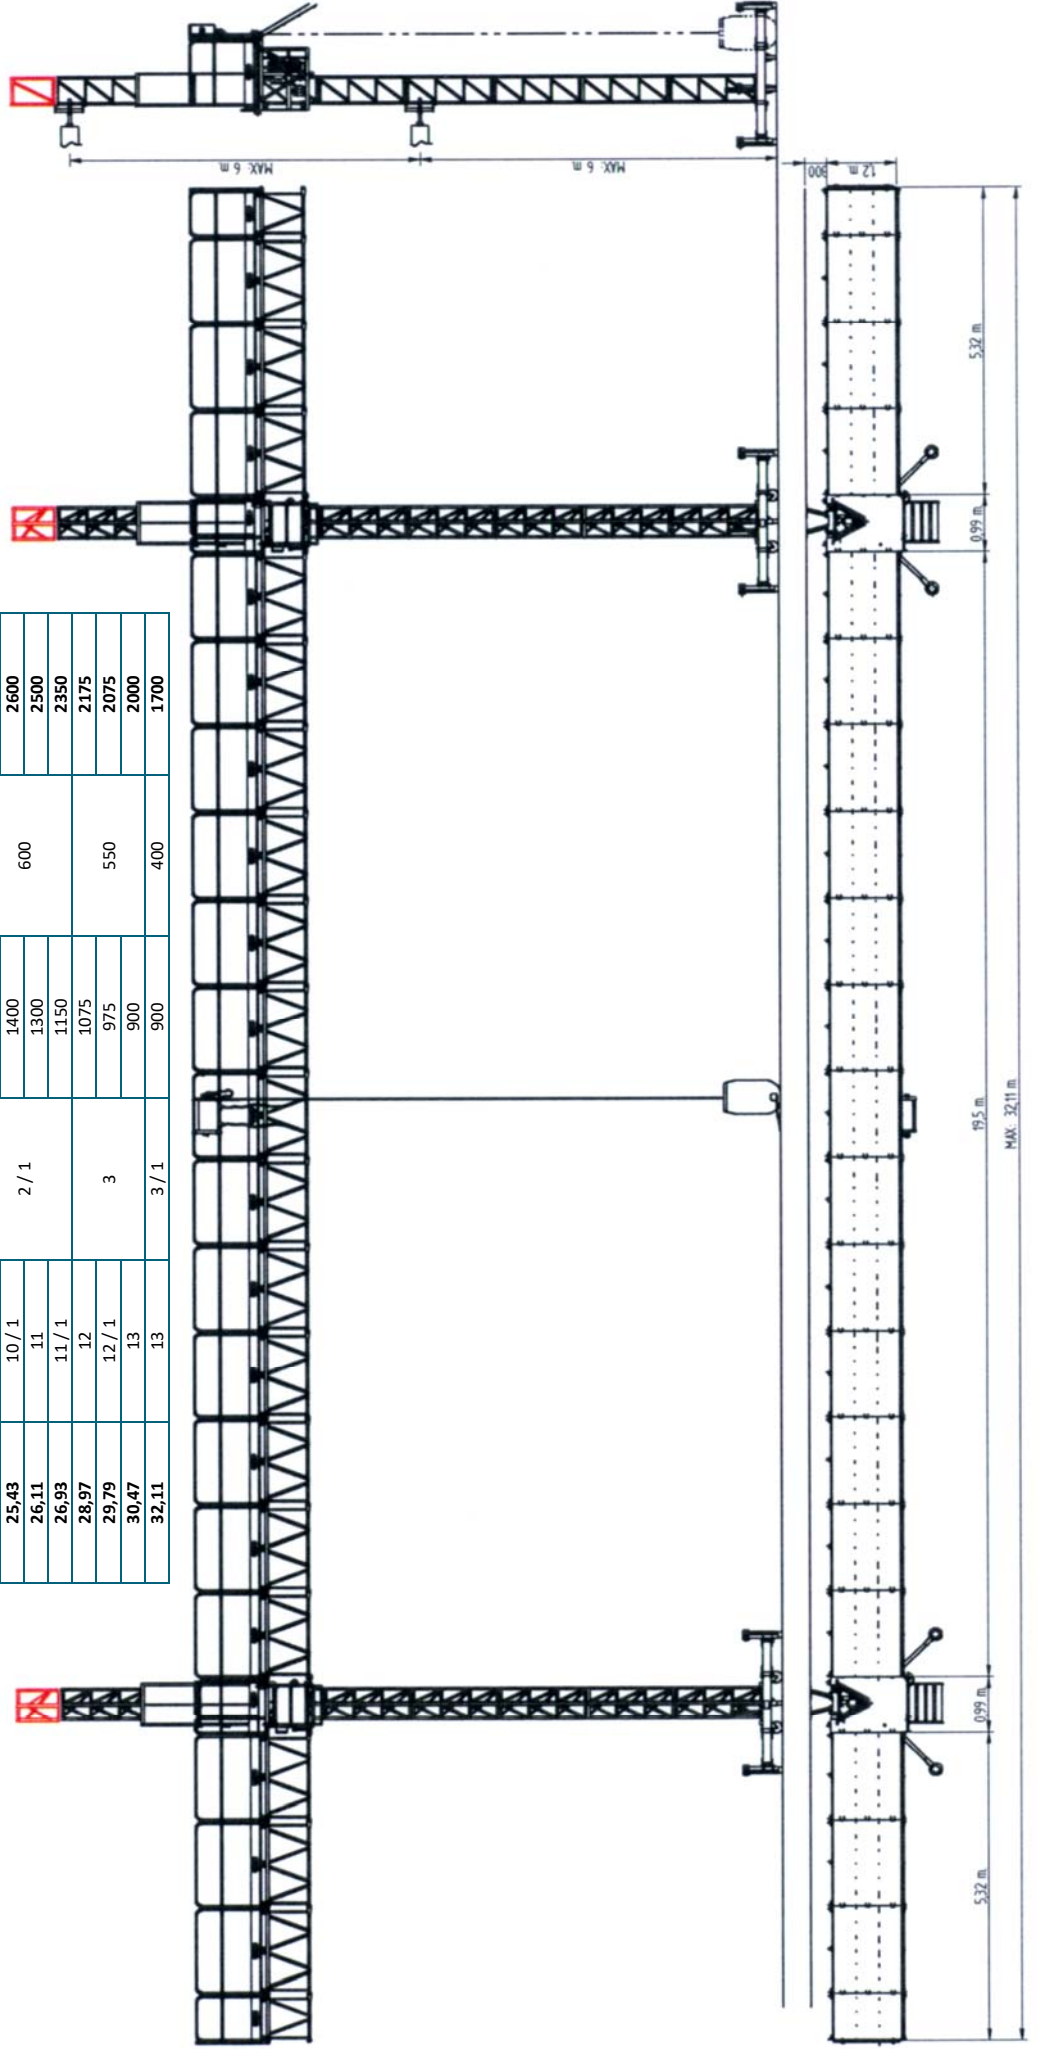 25,43 10 / 1 2 / 1 1400 600 2600
26,11 11 1300 2500
26,93 11 / 1 1150 2350
28,97 12 3 1075 550 2175
29,79 12 / 1 975 2075
30,47 13 900 2000
32,11 13 3 / 1 900 400 1700
MAX: 6 m.
MAX: 6 m.
300
1.2 m.
5,32 m.
0,99 m.
19,5 m.
0,99 m.
5,32 m.
MAX: 32,11 m.